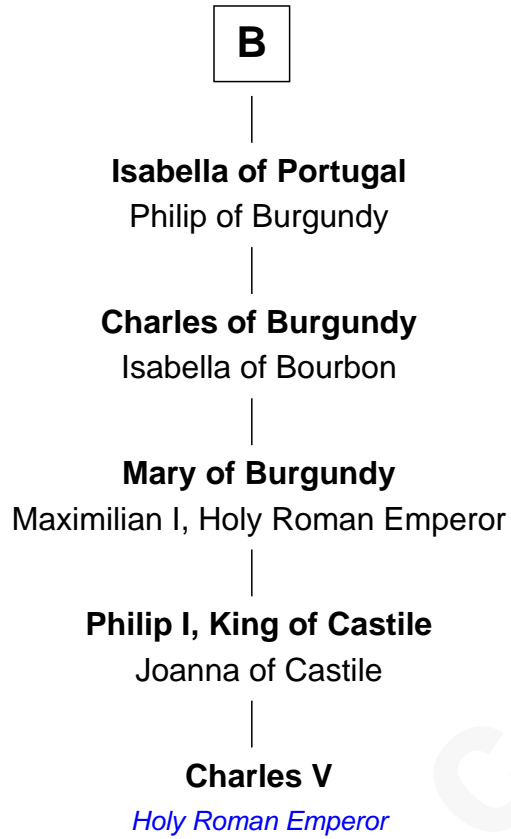 B
Isabella of Portugal
Philip of Burgundy
Charles of Burgundy
Isabella of Bourbon
Mary of Burgundy
Maximilian I, Holy Roman Emperor
Philip I, King of Castile
Joanna of Castile
Charles V
Holy Roman Emperor